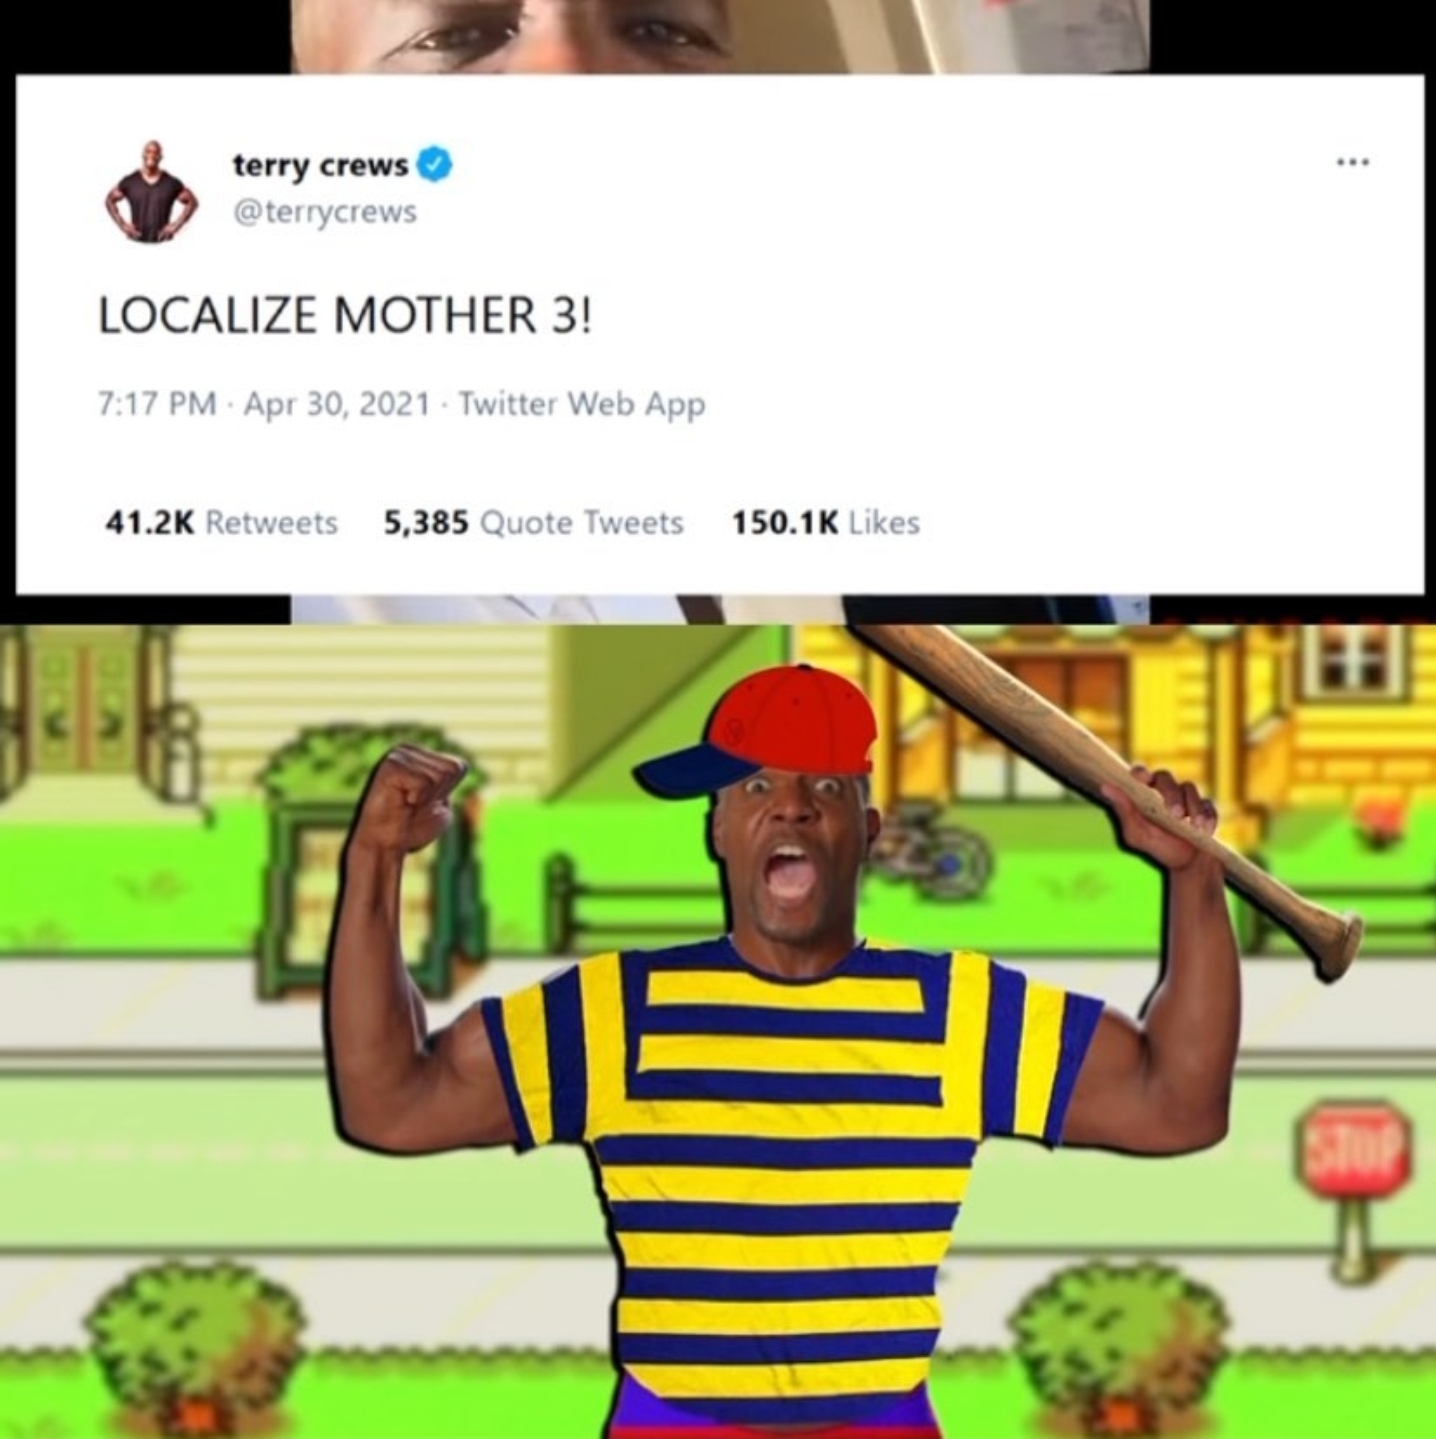 terry crews
@terrycrews
LOCALIZE MOTHER 3!
7:17 PM · Apr 30, 2021 · Twitter Web App
41.2K Retweets 5,385 Quote Tweets 150.1K Likes
STOP